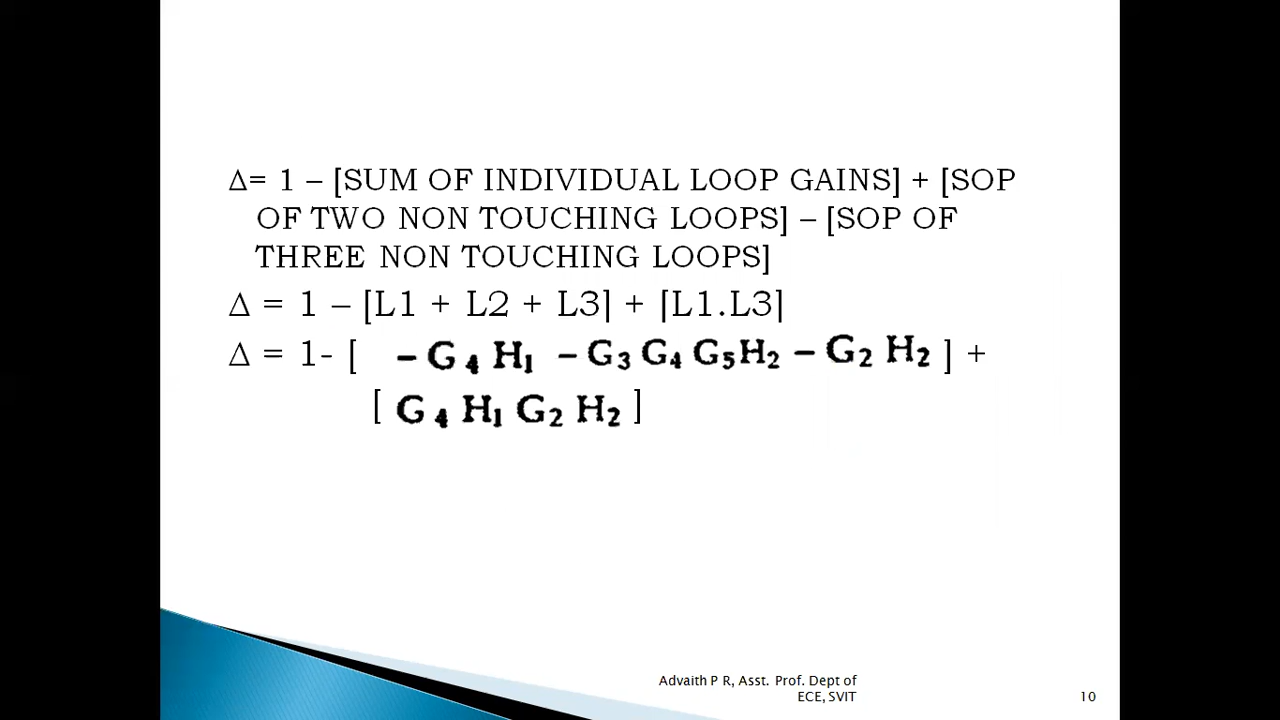 Δ= 1 – [SUM OF INDIVIDUAL LOOP GAINS] + [SOP
OF TWO NON TOUCHING LOOPS] – [SOP OF
THREE NON TOUCHING LOOPS]
Δ = 1 – [L1 + L2 + L3] + [L1.L3]
Δ = 1- [ – G₄ H₁ – G₃ G₄ G₅ H₂ – G₂ H₂ ] +
[ G₄ H₁ G₂ H₂ ]
Advaith P R, Asst. Prof. Dept of
ECE, SVIT
10